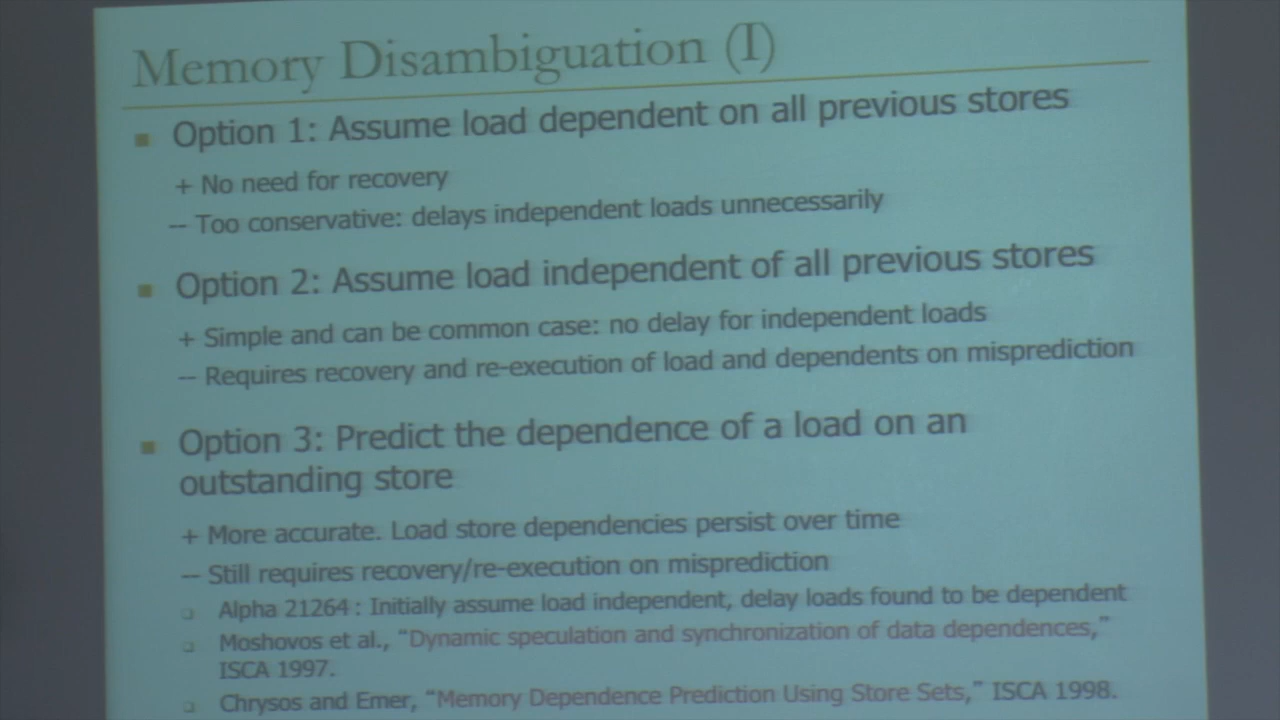 Memory Disambiguation (I)
Option 1: Assume load dependent on all previous stores
+ No need for recovery
-- Too conservative: delays independent loads unnecessarily
Option 2: Assume load independent of all previous stores
+ Simple and can be common case: no delay for independent loads
-- Requires recovery and re-execution of load and dependents on misprediction
Option 3: Predict the dependence of a load on an
outstanding store
+ More accurate. Load store dependencies persist over time
-- Still requires recovery/re-execution on misprediction
Alpha 21264 : Initially assume load independent, delay loads found to be dependent
Moshovos et al., “Dynamic speculation and synchronization of data dependences,”
ISCA 1997.
Chrysos and Emer, “Memory Dependence Prediction Using Store Sets,” ISCA 1998.